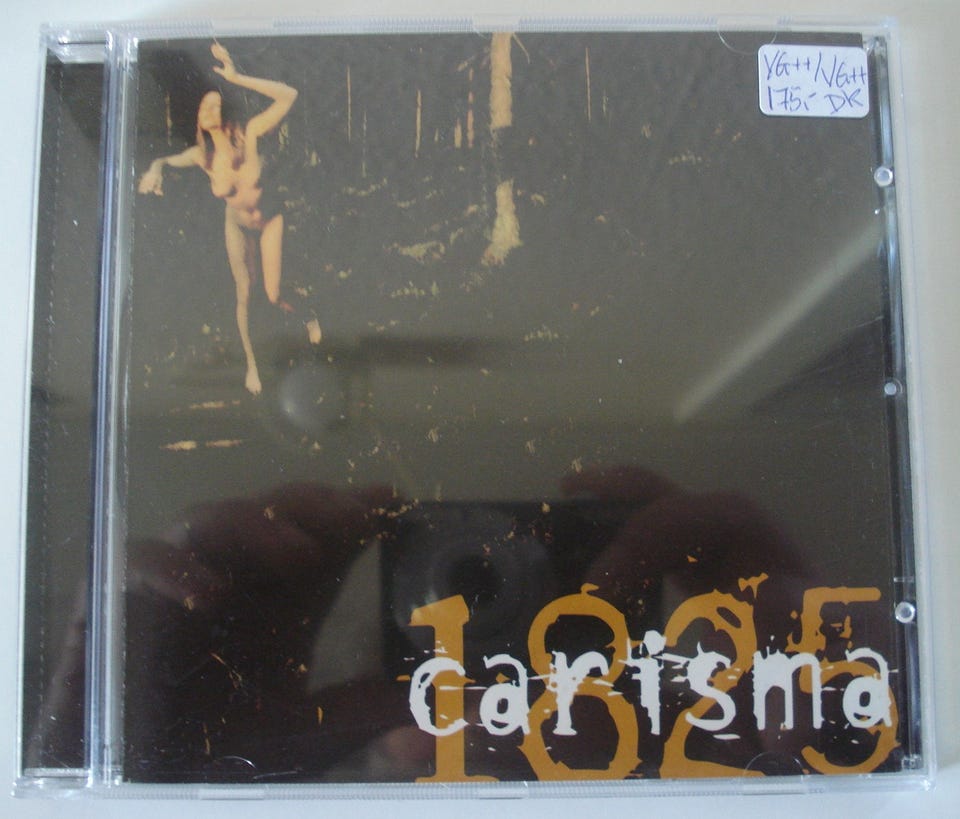 VG++/VG++
175,- DK
1825
carisma